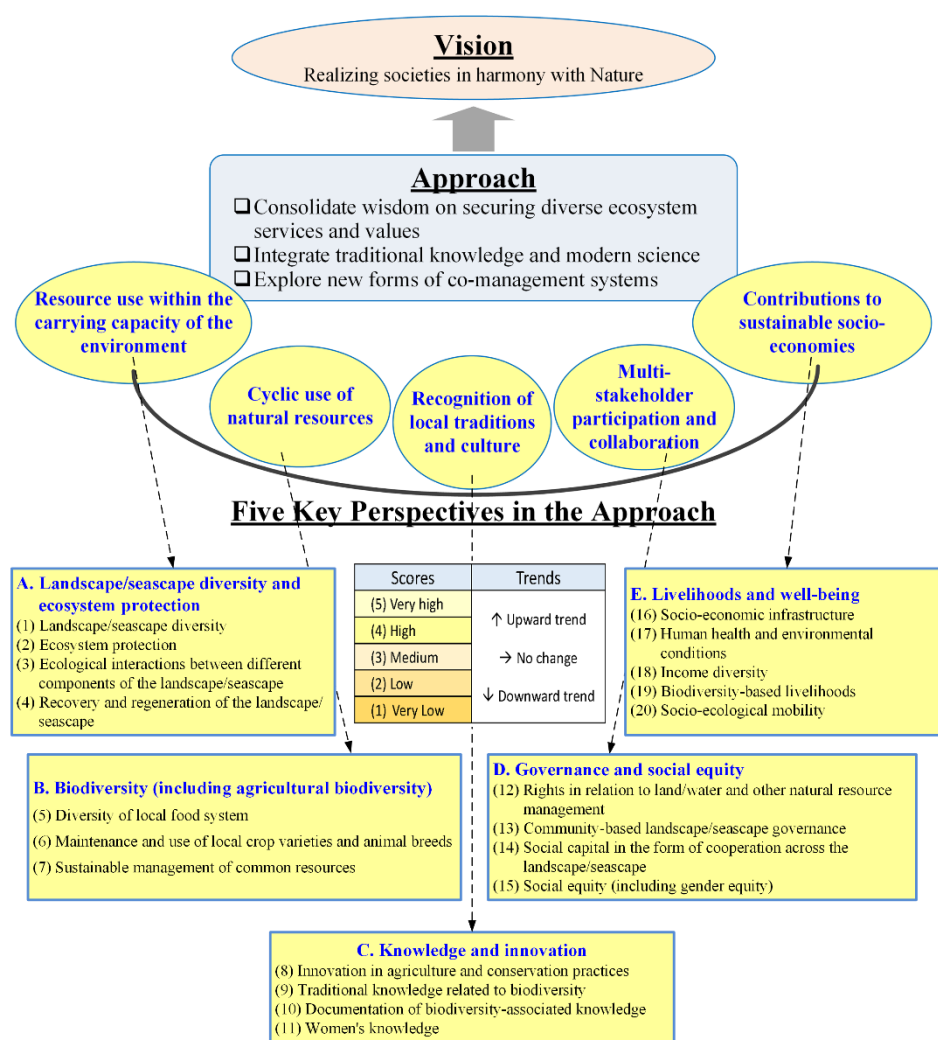 Vision
Realizing societies in harmony with Nature
Approach
❑Consolidate wisdom on securing diverse ecosystem
services and values
❑Integrate traditional knowledge and modern science
❑Explore new forms of co-management systems
Resource use within the
carrying capacity of the
environment
Cyclic use of
natural resources
Recognition of
local traditions
and culture
Multi-
stakeholder
participation and
collaboration
Contributions to
sustainable socio-
economies
Five Key Perspectives in the Approach
A. Landscape/seascape diversity and
ecosystem protection
(1) Landscape/seascape diversity
(2) Ecosystem protection
(3) Ecological interactions between different
components of the landscape/seascape
(4) Recovery and regeneration of the landscape/
seascape
Scores
Trends
(5) Very high
(4) High
(3) Medium
(2) Low
(1) Very Low
↑ Upward trend
→ No change
↓ Downward trend
E. Livelihoods and well-being
(16) Socio-economic infrastructure
(17) Human health and environmental
conditions
(18) Income diversity
(19) Biodiversity-based livelihoods
(20) Socio-ecological mobility
B. Biodiversity (including agricultural biodiversity)
(5) Diversity of local food system
(6) Maintenance and use of local crop varieties and animal breeds
(7) Sustainable management of common resources
D. Governance and social equity
(12) Rights in relation to land/water and other natural resource
management
(13) Community-based landscape/seascape governance
(14) Social capital in the form of cooperation across the
landscape/seascape
(15) Social equity (including gender equity)
C. Knowledge and innovation
(8) Innovation in agriculture and conservation practices
(9) Traditional knowledge related to biodiversity
(10) Documentation of biodiversity-associated knowledge
(11) Women's knowledge